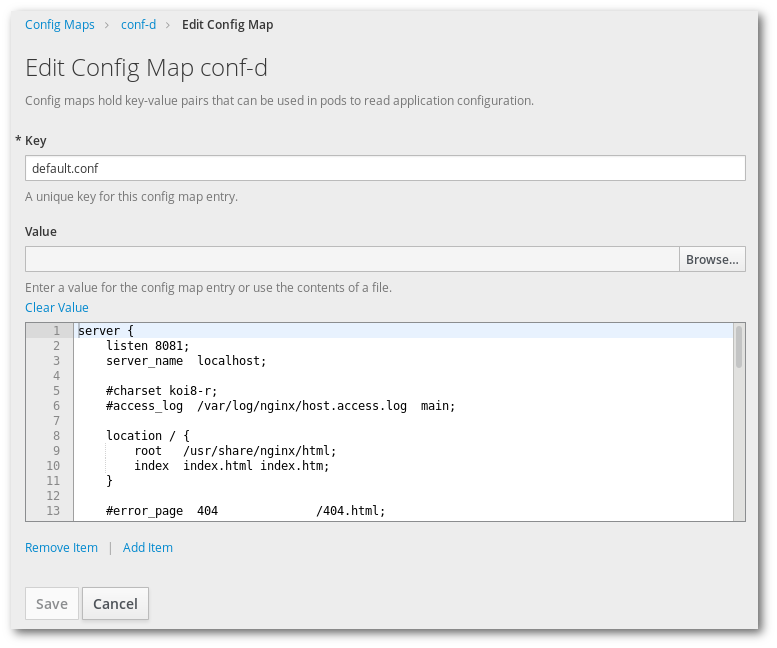 Config Maps › conf-d › Edit Config Map
Edit Config Map conf-d
Config maps hold key-value pairs that can be used in pods to read application configuration.
* Key
default.conf
A unique key for this config map entry.
Value
Browse...
Enter a value for the config map entry or use the contents of a file.
Clear Value
1 server {
2     listen 8081;
3     server_name  localhost;
4
5     #charset koi8-r;
6     #access_log  /var/log/nginx/host.access.log  main;
7
8     location / {
9         root   /usr/share/nginx/html;
10         index  index.html index.htm;
11     }
12
13     #error_page  404              /404.html;
Remove Item | Add Item
Save Cancel